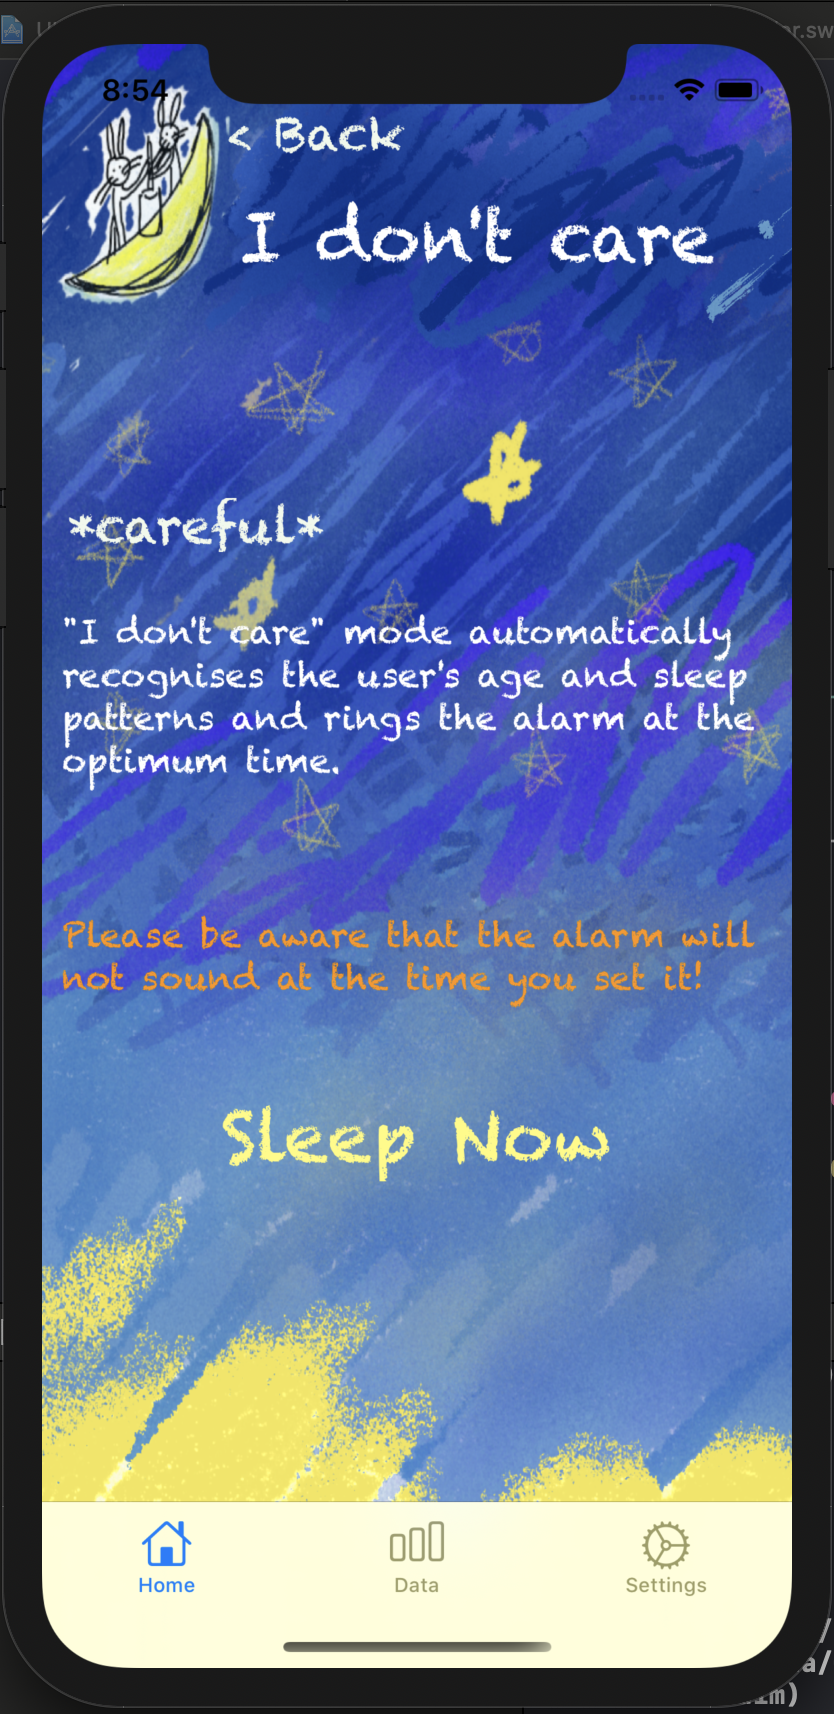 8:54
< Back
I don't care
*careful*
"I don't care" mode automatically
recognises the user's age and sleep
patterns and rings the alarm at the
optimum time.
Please be aware that the alarm will
not sound at the time you set it!
Sleep Now
Home
Data
Settings